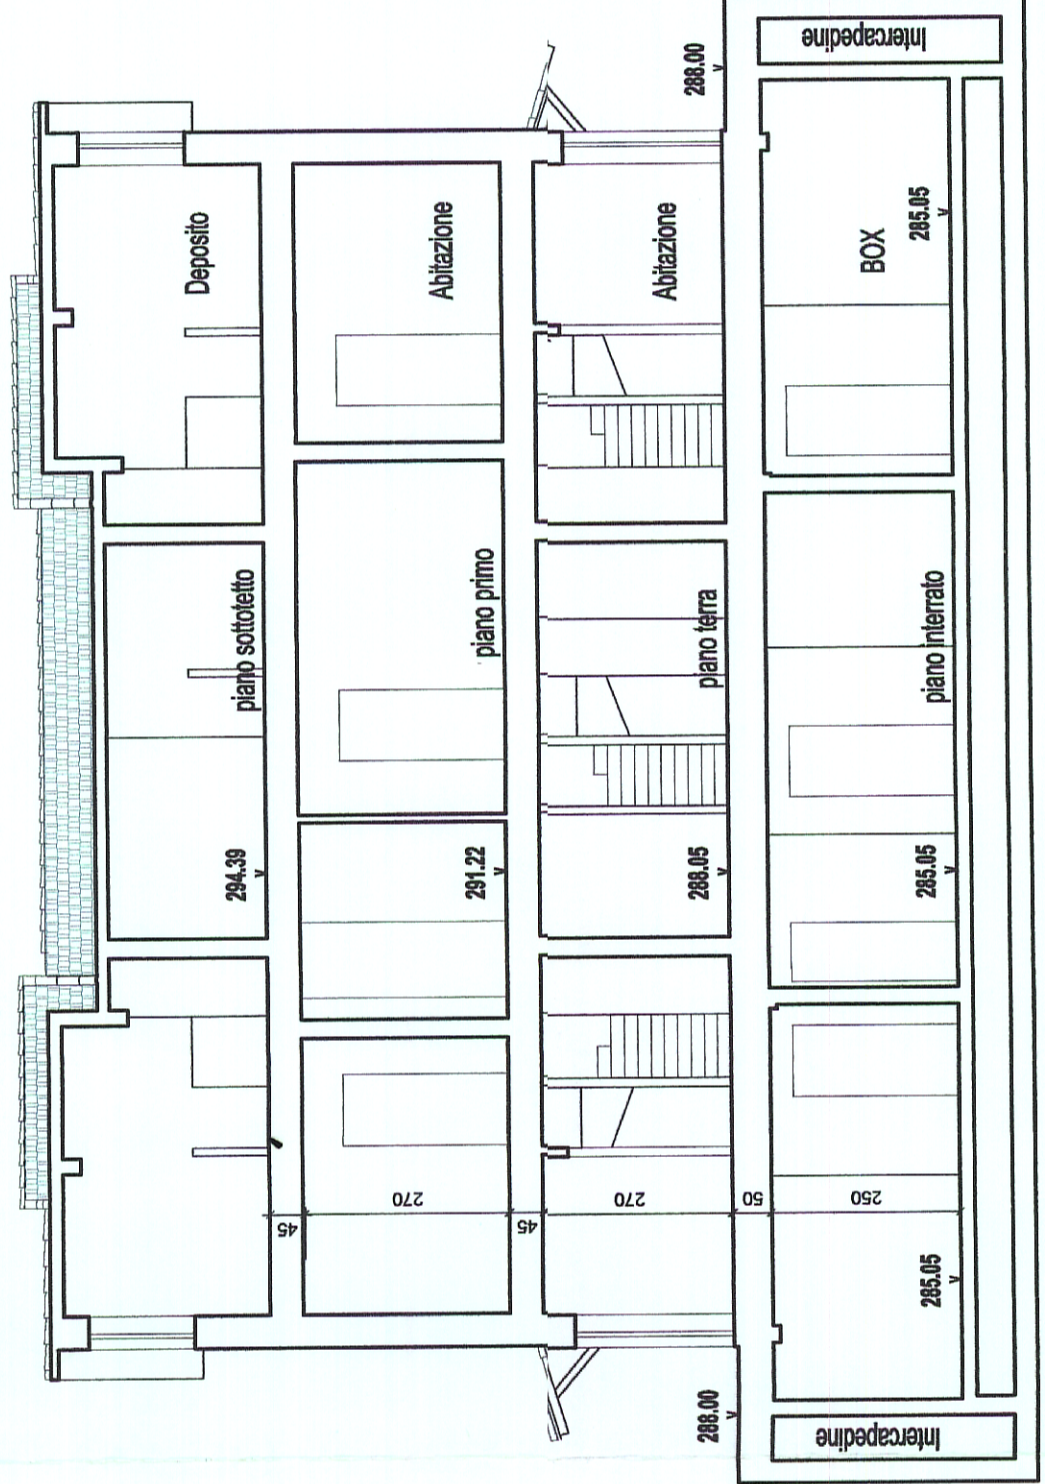 Deposito
piano sottotetto
294.39
Abitazione
piano primo
291.22
288.00
Abitazione
piano terra
288.05
288.00
Intercapedine
BOX
285.05
piano interrato
285.05
285.05
Intercapedine
45
270
45
270
50
250